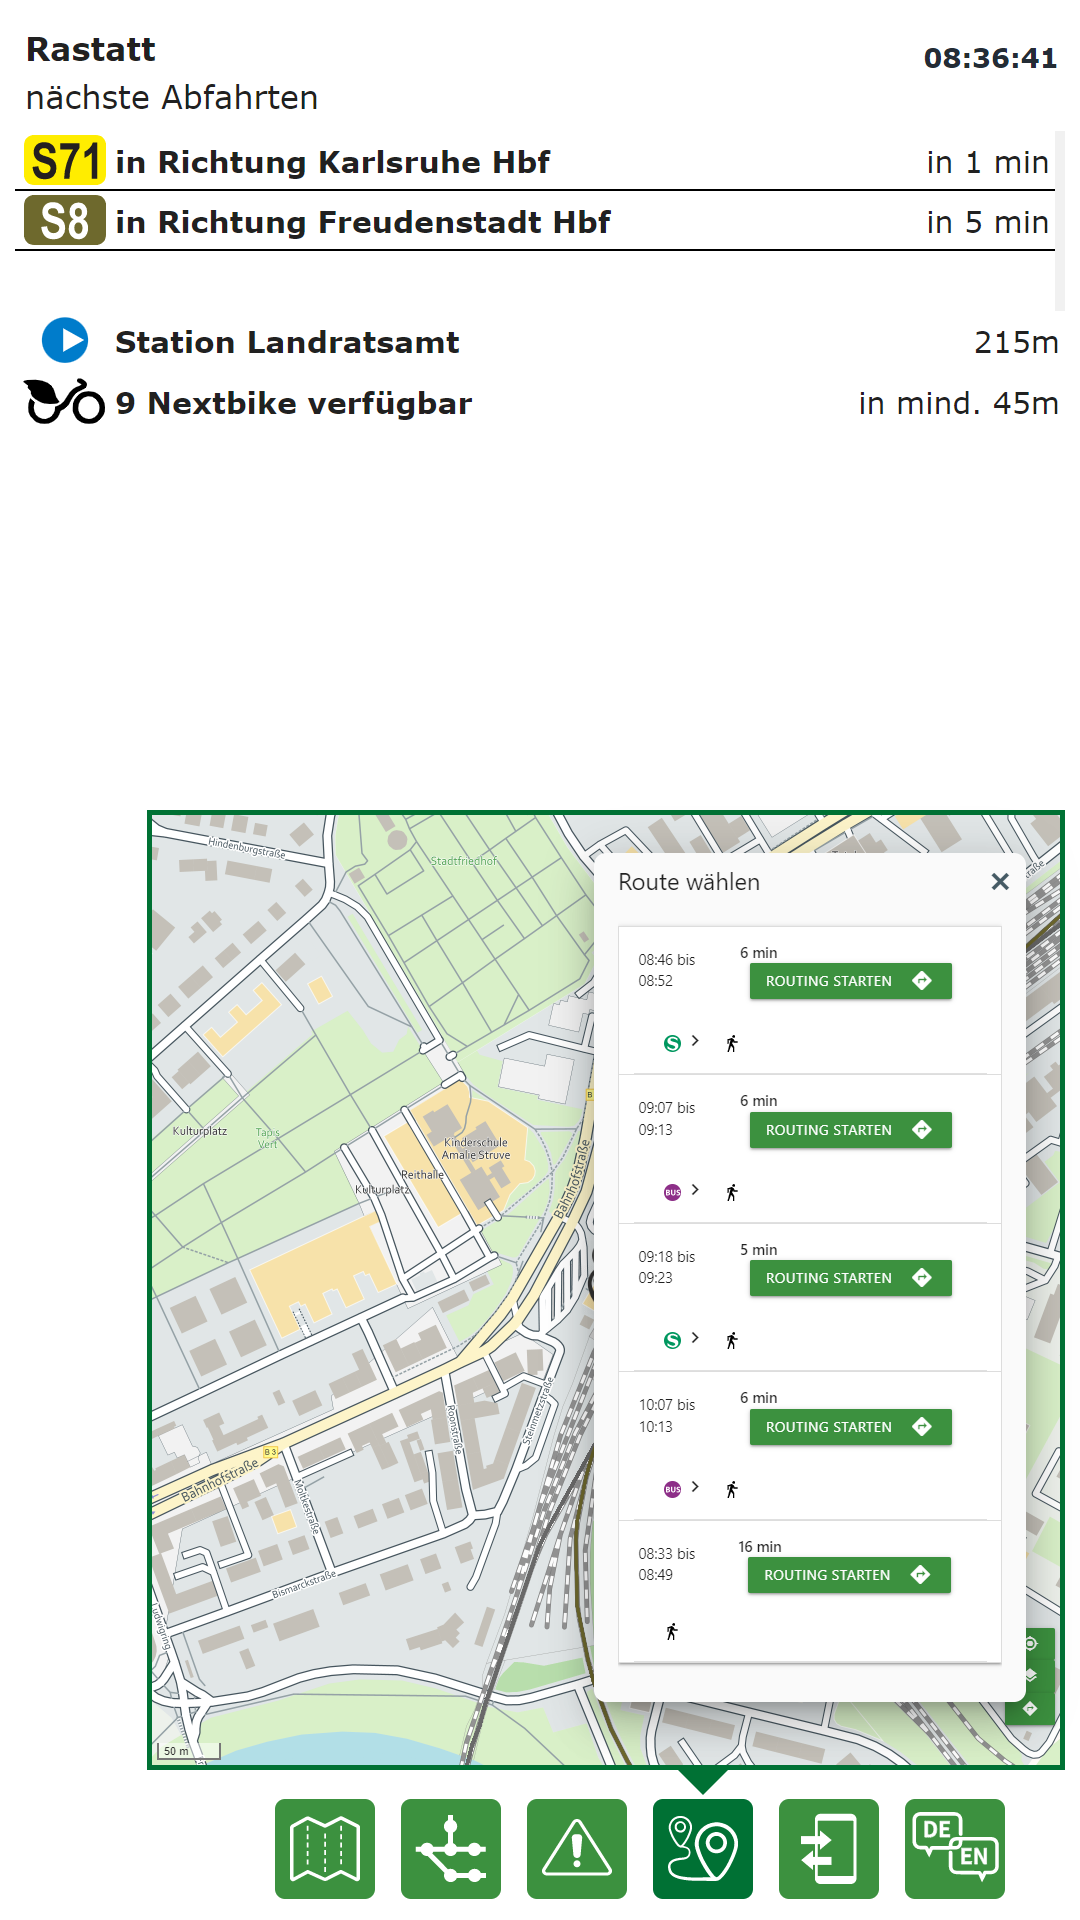 Rastatt
08:36:41
nächste Abfahrten
S71 in Richtung Karlsruhe Hbf in 1 min
S8 in Richtung Freudenstadt Hbf in 5 min
Station Landratsamt 215m
9 Nextbike verfügbar in mind. 45m
Hindenburgstraße
Stadtfriedhof
Kulturplatz
Tapis
Vert
Kinderschule
Amalie Struve
Reithalle
Kulturplatz
Bahnhofstraße
B 3
Bahnhofstraße
Roonstraße
Steinmetzstraße
Moltkestraße
Bismarckstraße
Ludwigring
50 m
Route wählen
08:46 bis
08:52
6 min
ROUTING STARTEN
S
09:07 bis
09:13
6 min
ROUTING STARTEN
BUS
09:18 bis
09:23
5 min
ROUTING STARTEN
S
10:07 bis
10:13
6 min
ROUTING STARTEN
BUS
08:33 bis
08:49
16 min
ROUTING STARTEN
DE
EN